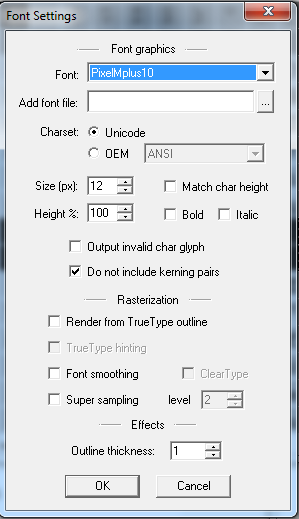 Font Settings
Font graphics
Font: PixelMplus10
Add font file: ...
Charset: Unicode
OEM ANSI
Size (px): 12 Match char height
Height %: 100 Bold Italic
Output invalid char glyph
Do not include kerning pairs
Rasterization
Render from TrueType outline
TrueType hinting
Font smoothing ClearType
Super sampling level 2
Effects
Outline thickness: 1
OK Cancel